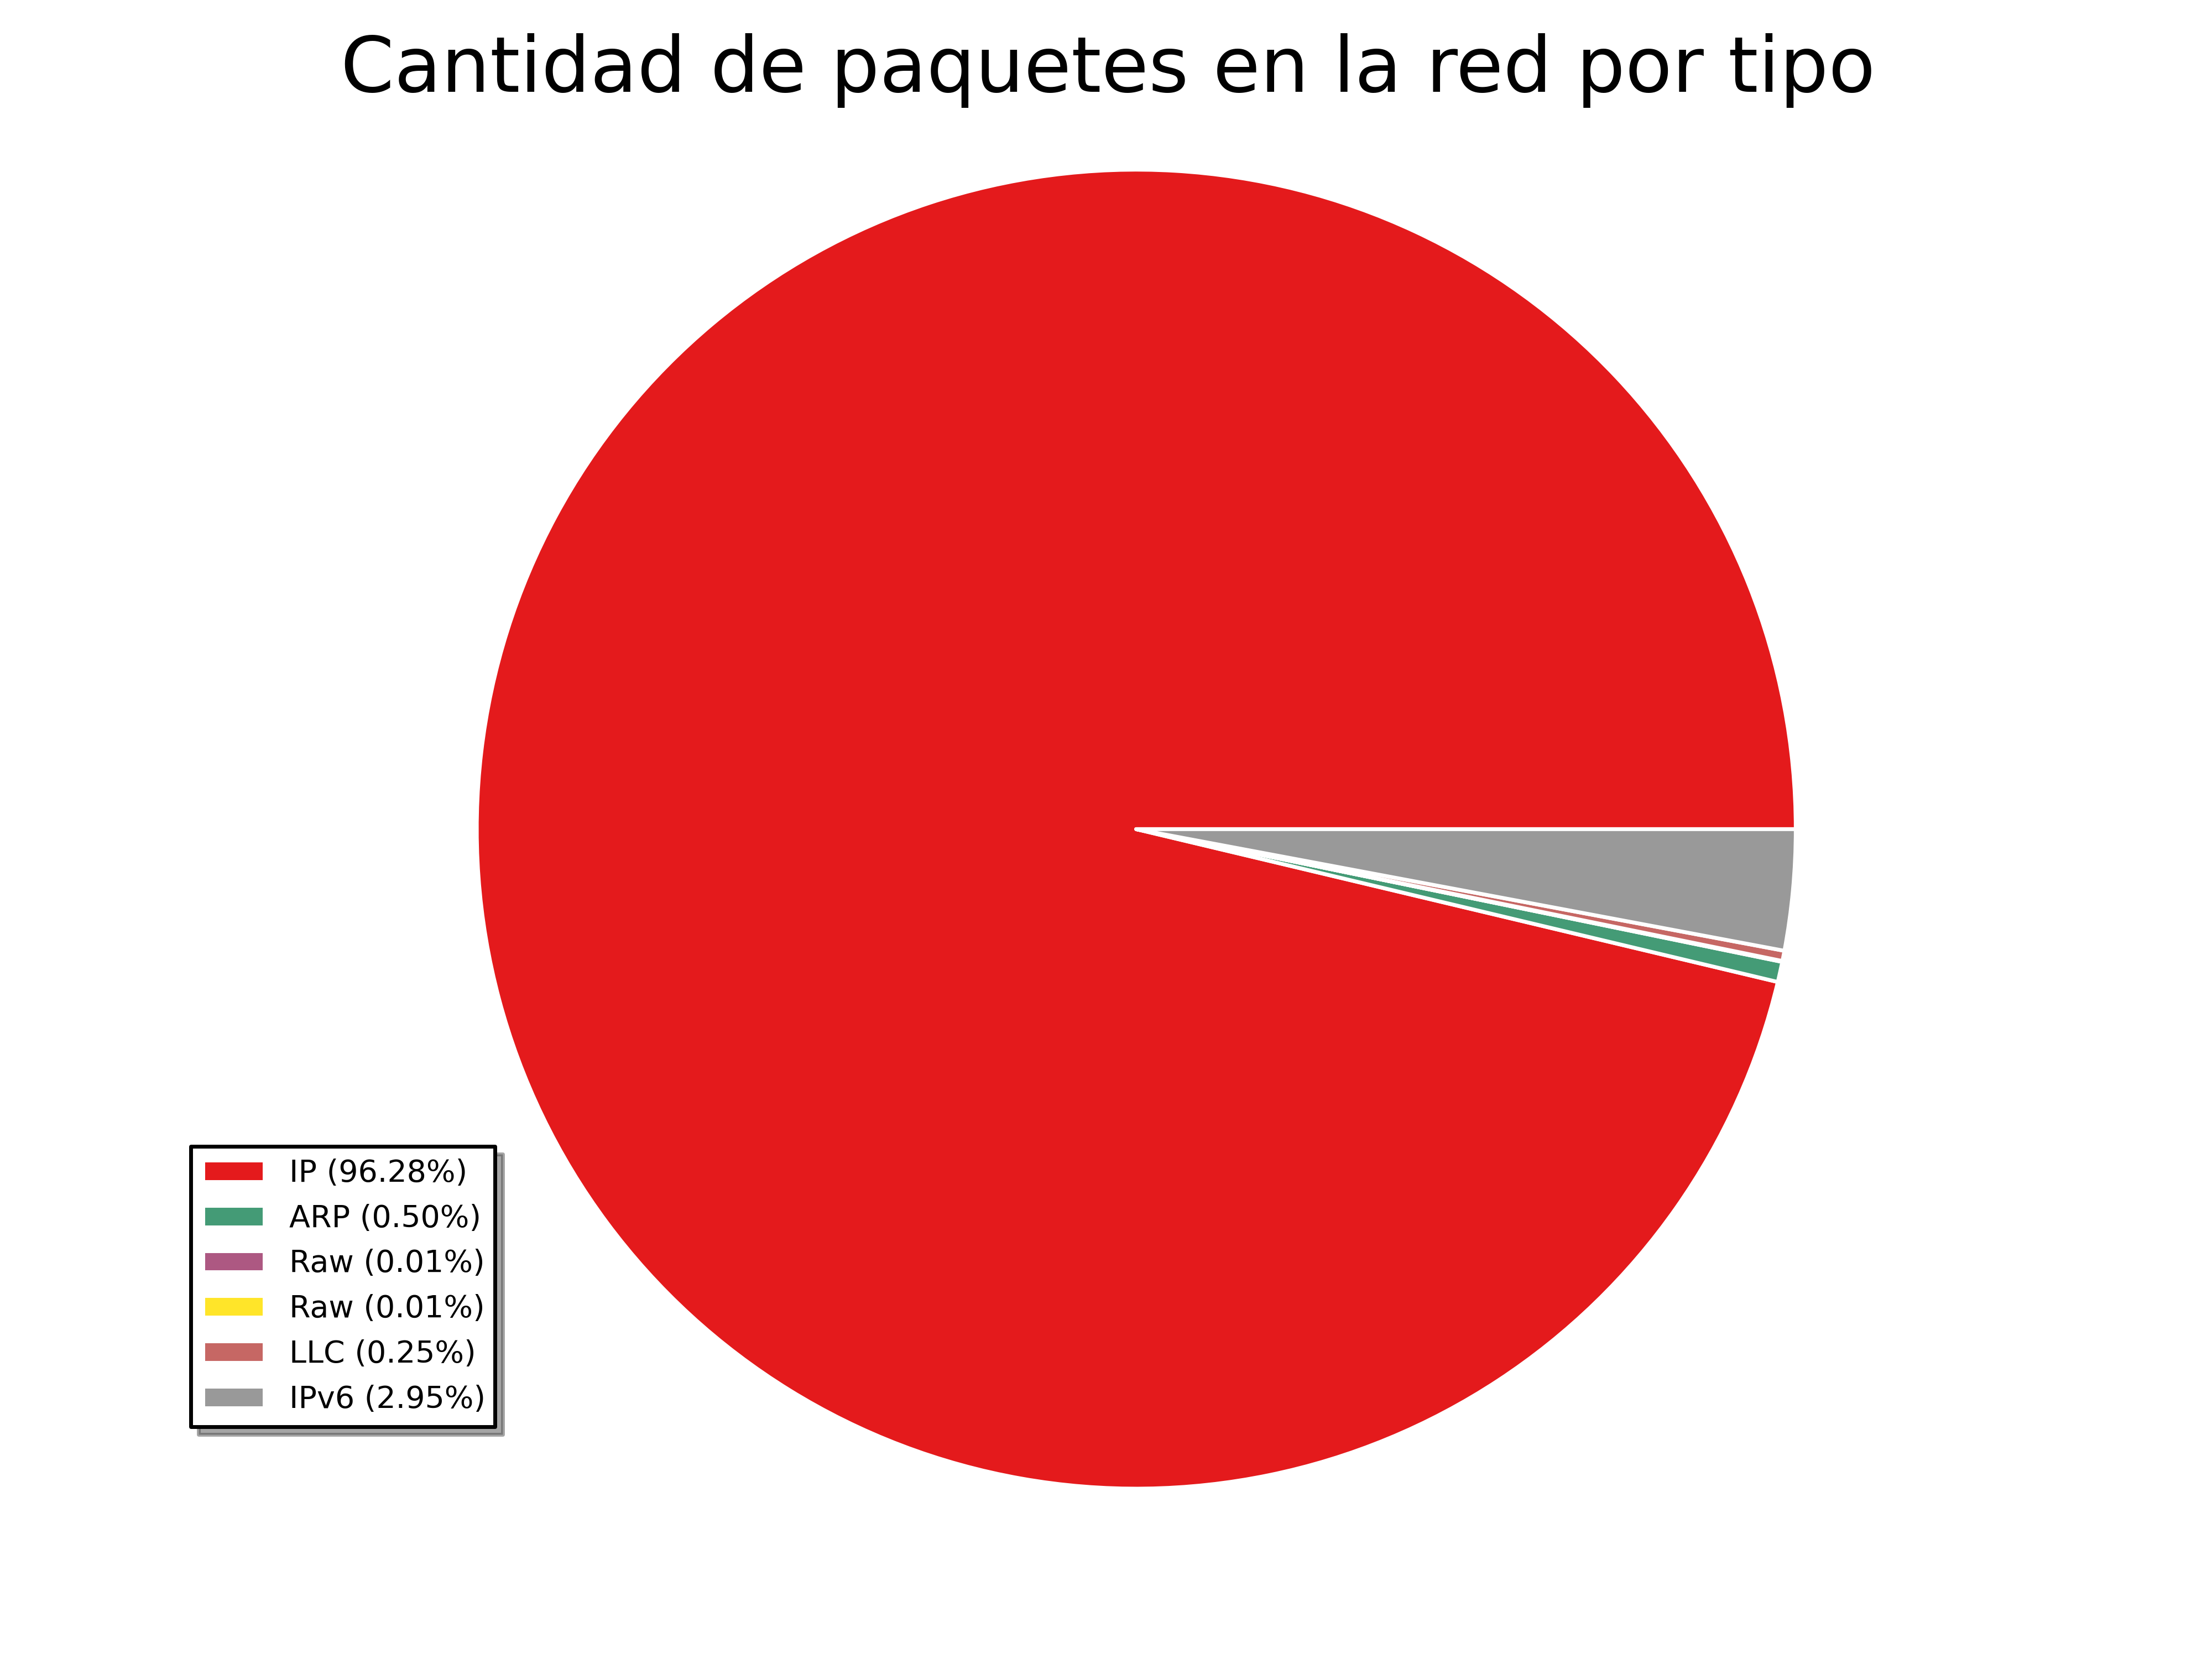 Cantidad de paquetes en la red por tipo
IP (96.28%)
ARP (0.50%)
Raw (0.01%)
Raw (0.01%)
LLC (0.25%)
IPv6 (2.95%)